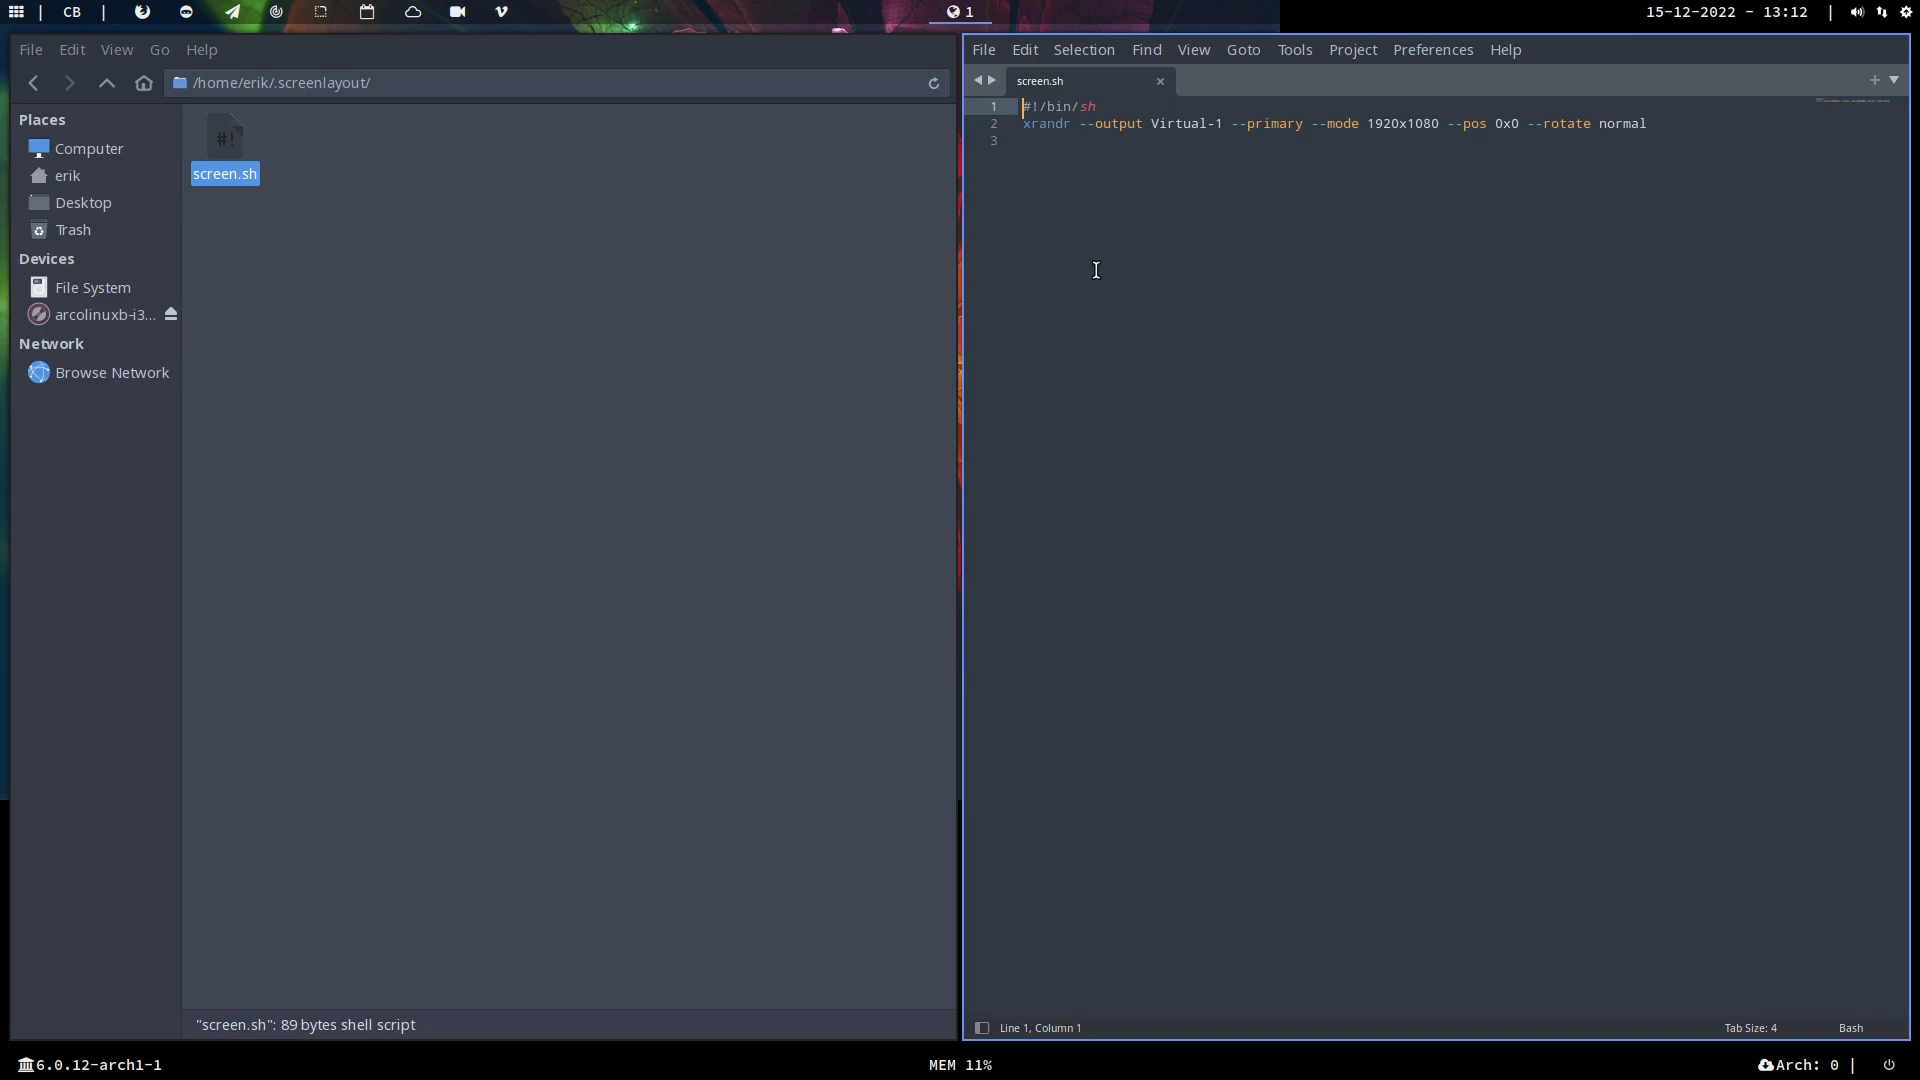 | CB |
1
15-12-2022 - 13:12 |
File Edit View Go Help
/home/erik/.screenlayout/
Places
Computer
erik
Desktop
Trash
Devices
File System
arcolinuxb-i3...
Network
Browse Network
#!
screen.sh
"screen.sh": 89 bytes shell script
File Edit Selection Find View Goto Tools Project Preferences Help
screen.sh
1 #!/bin/sh
2 xrandr --output Virtual-1 --primary --mode 1920x1080 --pos 0x0 --rotate normal
3
Line 1, Column 1
Tab Size: 4
Bash
6.0.12-arch1-1
MEM 11%
Arch: 0 |